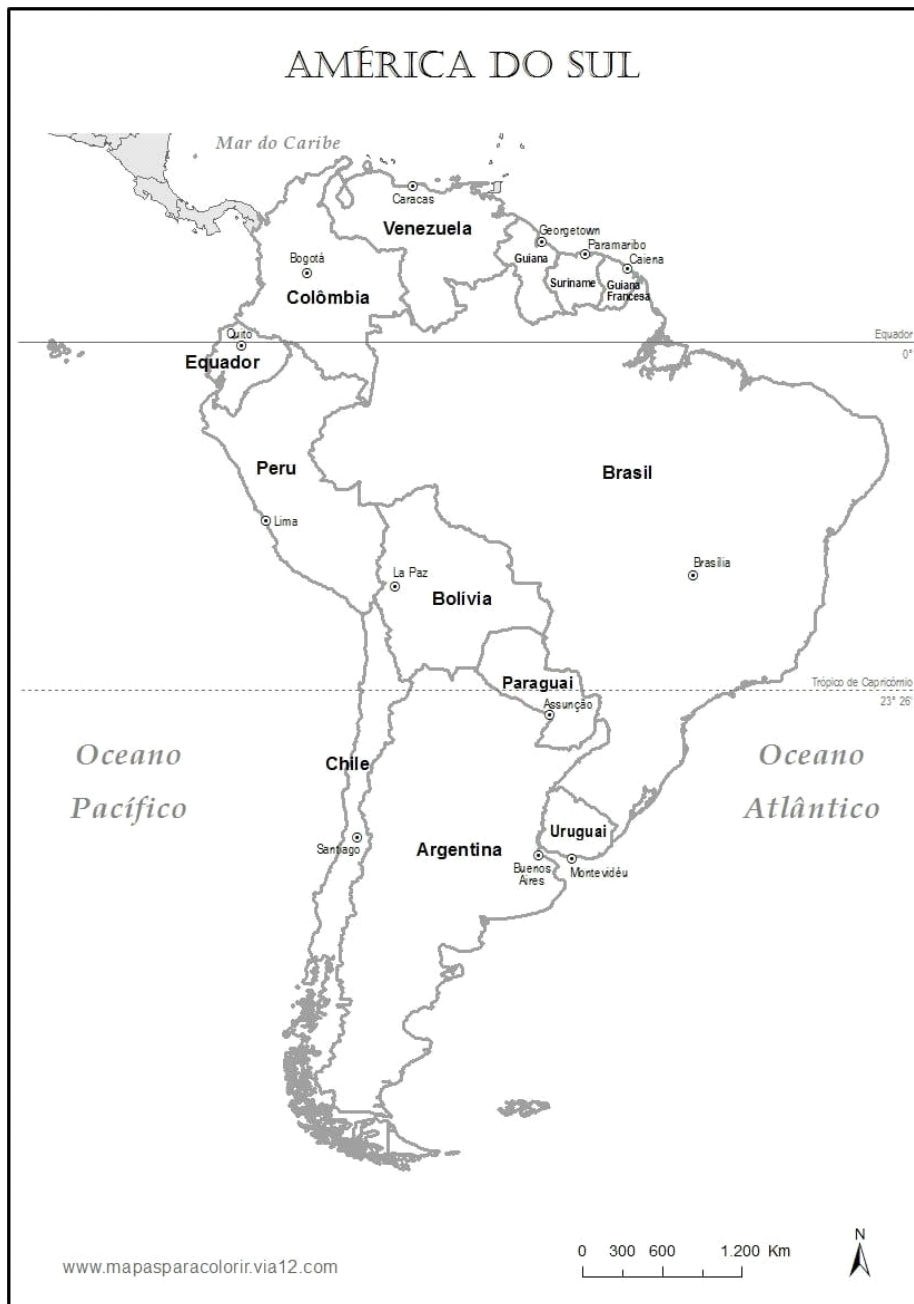 AMÉRICA DO SUL
Mar do Caribe
Caracas
Venezuela
Georgetown
Paramaribo
Guiana
Caiena
Bogotá
Suriname
Guiana
Francesa
Colômbia
Quito
Equador
0°
Equador
Peru
Brasil
Lima
Brasília
La Paz
Bolívia
Paraguai
Trópico de Capricórnio
23° 26'
Assunção
Oceano
Pacífico
Chile
Oceano
Atlântico
Santiago
Argentina
Uruguai
Buenos
Aires
Montevidéu
N
0 300 600 1.200 Km
www.mapasparacolorir.via12.com